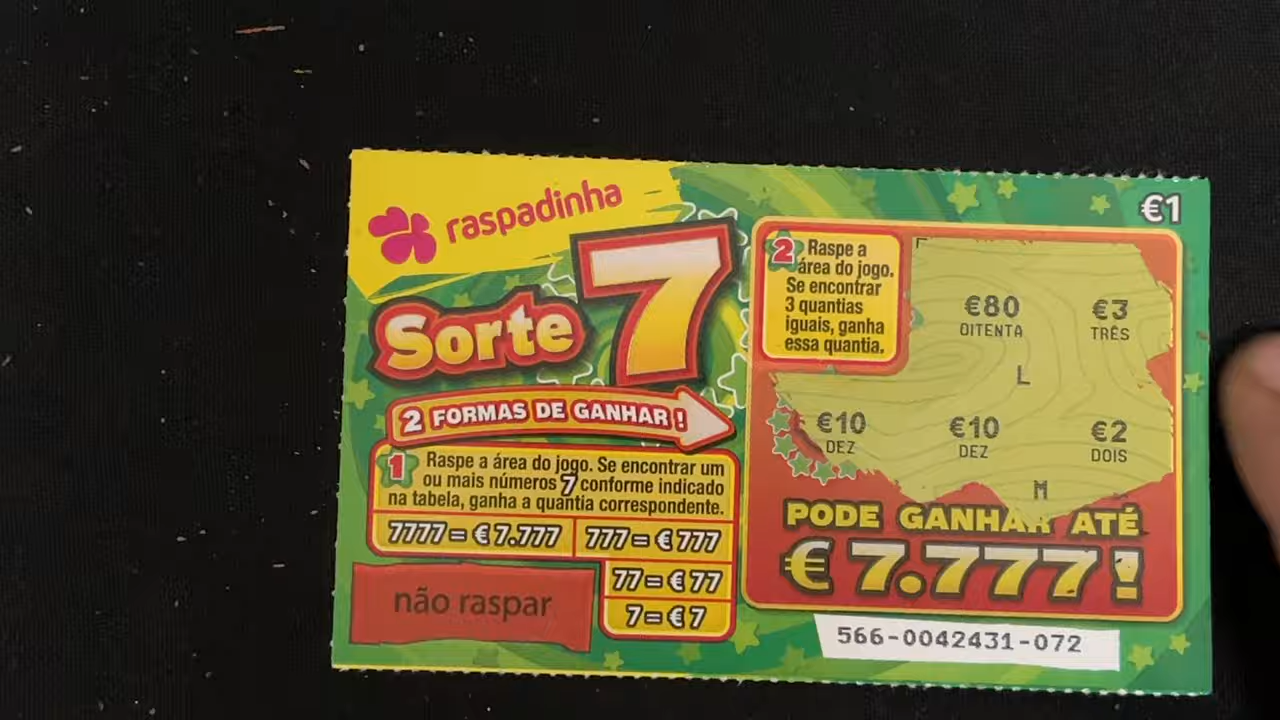 raspadinha
Sorte 7
2 FORMAS DE GANHAR!
1 Raspe a área do jogo. Se encontrar um
ou mais números 7 conforme indicado
na tabela, ganha a quantia correspondente.
7777 = €7.777
777 = €777
77 = €77
7 = €7
não raspar
€1
2 Raspe a
área do jogo.
Se encontrar
3 quantias
iguais, ganha
essa quantia.
€80 €3
OITENTA TRÊS
L
€10 €10 €2
DEZ DEZ DOIS
M
PODE GANHAR ATÉ
€7.777!
566-0042431-072